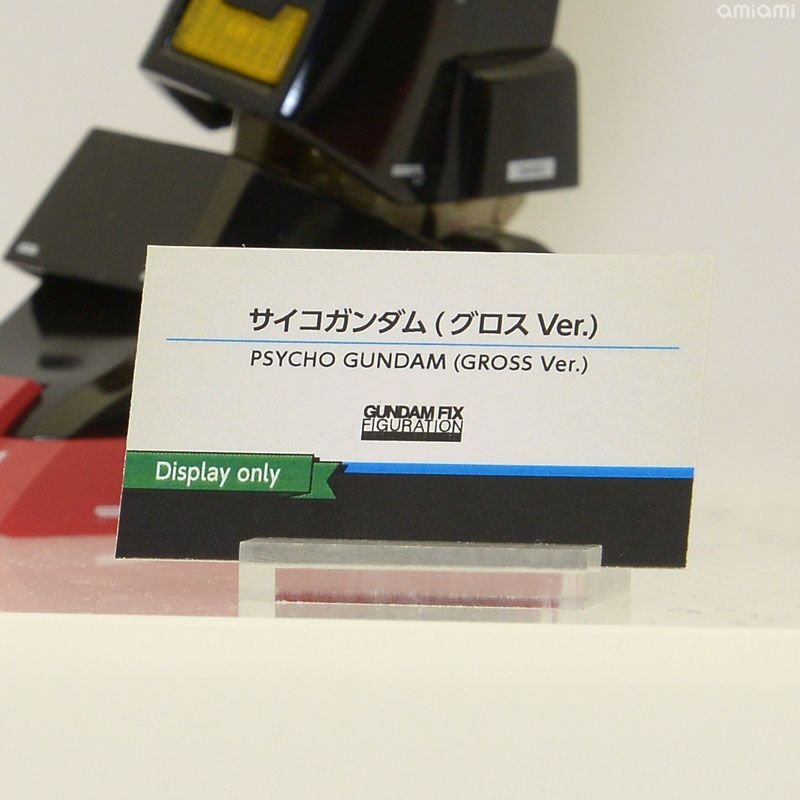 amiami
サイコガンダム ( グロス Ver.)
PSYCHO GUNDAM (GROSS Ver.)
GUNDAM FIX
FIGURATION
Display only